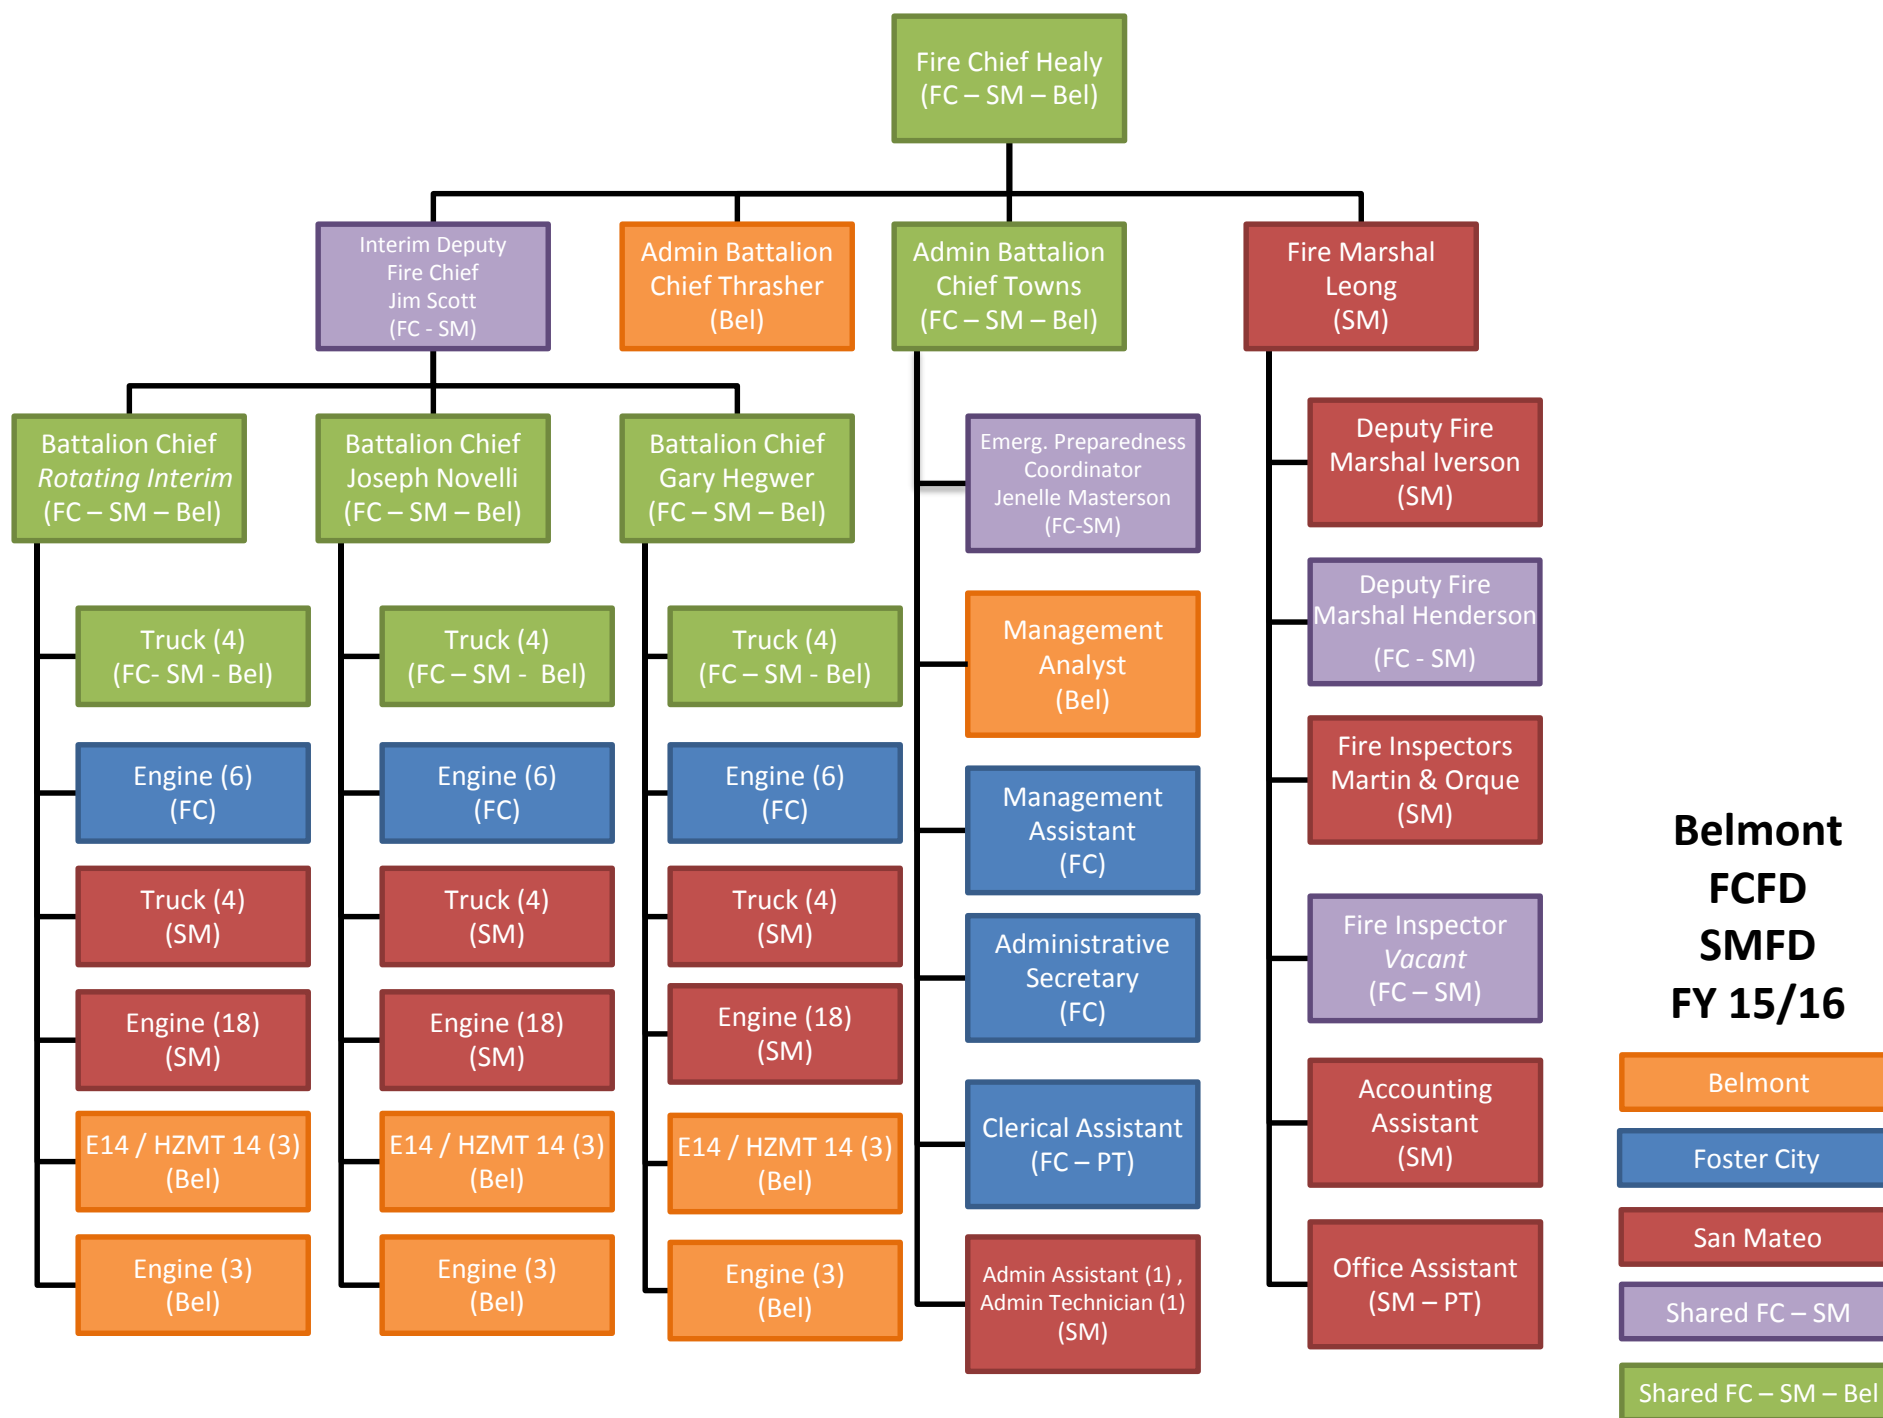 Fire Chief Healy
(FC – SM – Bel)
Interim Deputy
Fire Chief
Jim Scott
(FC - SM)
Admin Battalion
Chief Thrasher
(Bel)
Admin Battalion
Chief Towns
(FC – SM – Bel)
Fire Marshal
Leong
(SM)
Battalion Chief
Rotating Interim
(FC – SM – Bel)
Truck (4)
(FC- SM - Bel)
Engine (6)
(FC)
Truck (4)
(SM)
Engine (18)
(SM)
E14 / HZMT 14 (3)
(Bel)
Engine (3)
(Bel)
Battalion Chief
Joseph Novelli
(FC – SM – Bel)
Truck (4)
(FC – SM - Bel)
Engine (6)
(FC)
Truck (4)
(SM)
Engine (18)
(SM)
E14 / HZMT 14 (3)
(Bel)
Engine (3)
(Bel)
Battalion Chief
Gary Hegwer
(FC – SM – Bel)
Truck (4)
(FC – SM - Bel)
Engine (6)
(FC)
Truck (4)
(SM)
Engine (18)
(SM)
E14 / HZMT 14 (3)
(Bel)
Engine (3)
(Bel)
Emerg. Preparedness
Coordinator
Jenelle Masterson
(FC-SM)
Management
Analyst
(Bel)
Management
Assistant
(FC)
Administrative
Secretary
(FC)
Clerical Assistant
(FC – PT)
Admin Assistant (1) ,
Admin Technician (1)
(SM)
Deputy Fire
Marshal Iverson
(SM)
Deputy Fire
Marshal Henderson
(FC - SM)
Fire Inspectors
Martin & Orque
(SM)
Fire Inspector
Vacant
(FC – SM)
Accounting
Assistant
(SM)
Office Assistant
(SM – PT)
Belmont
FCFD
SMFD
FY 15/16
Belmont
Foster City
San Mateo
Shared FC – SM
Shared FC – SM – Bel